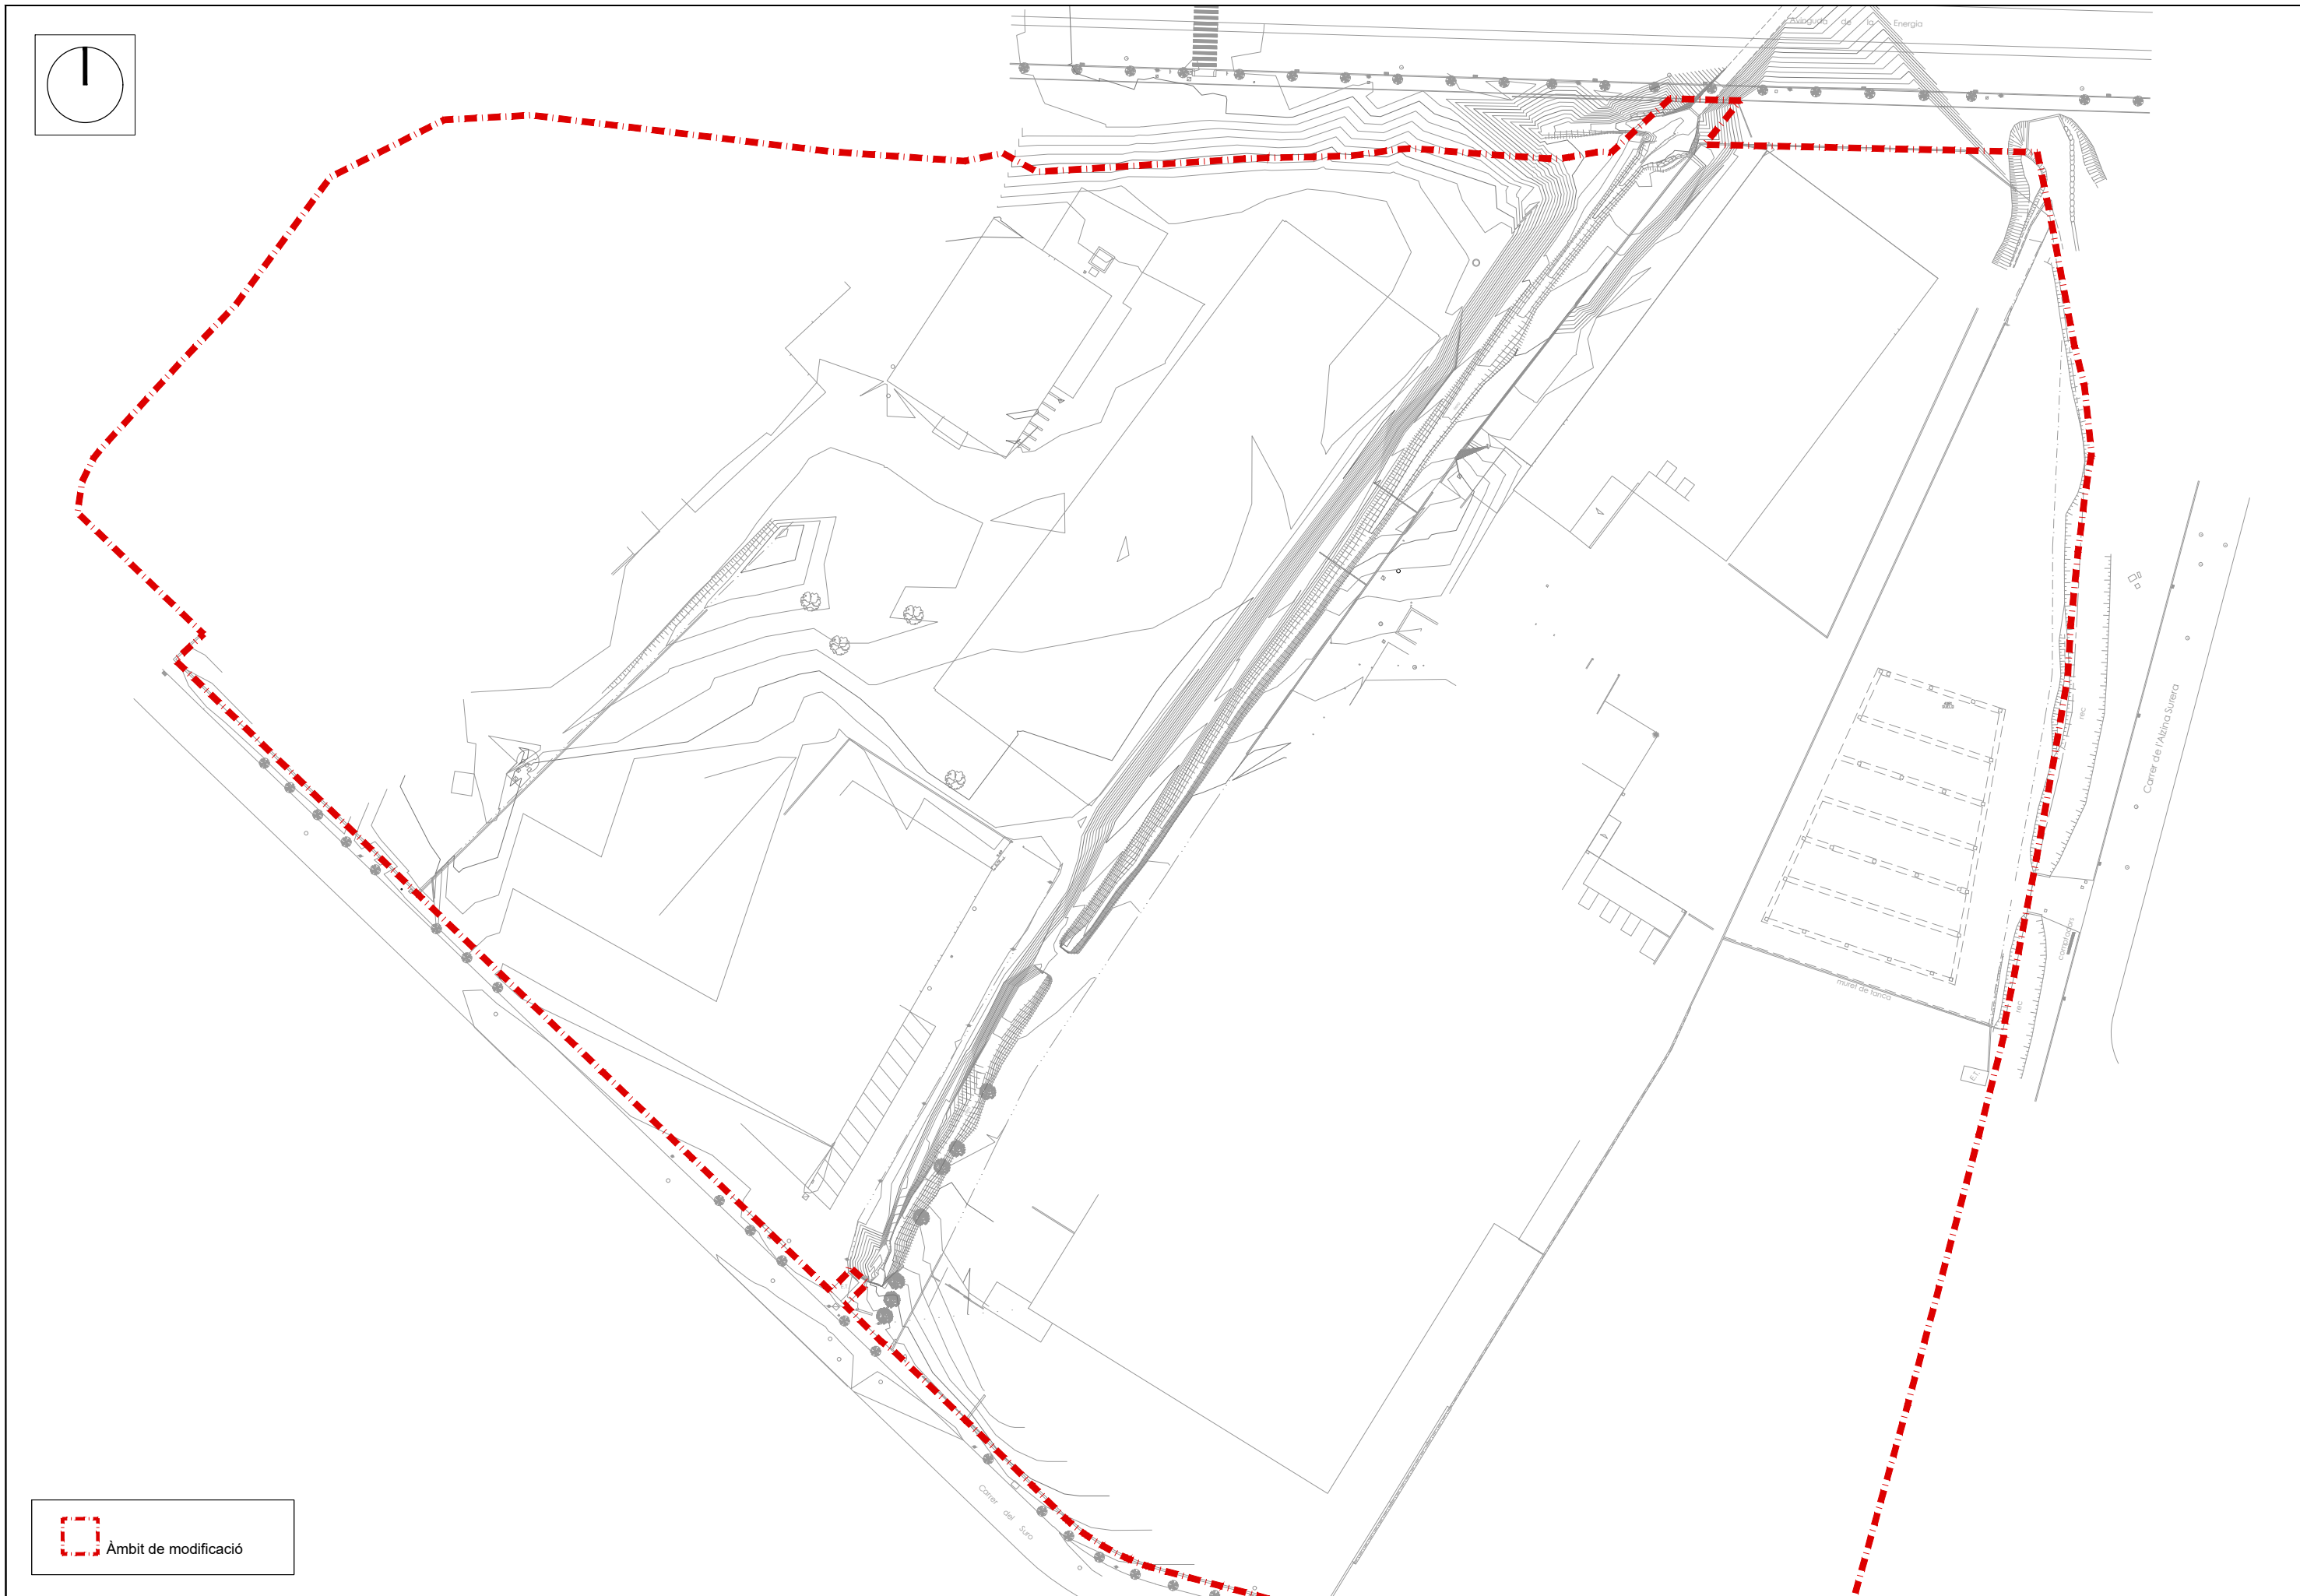 Avinguda de la Energia
Carrer de l'Alzina Surera
rec
comptadors
muret de tanca
rec
E.T.
Carrer del Suro
Àmbit de modificació